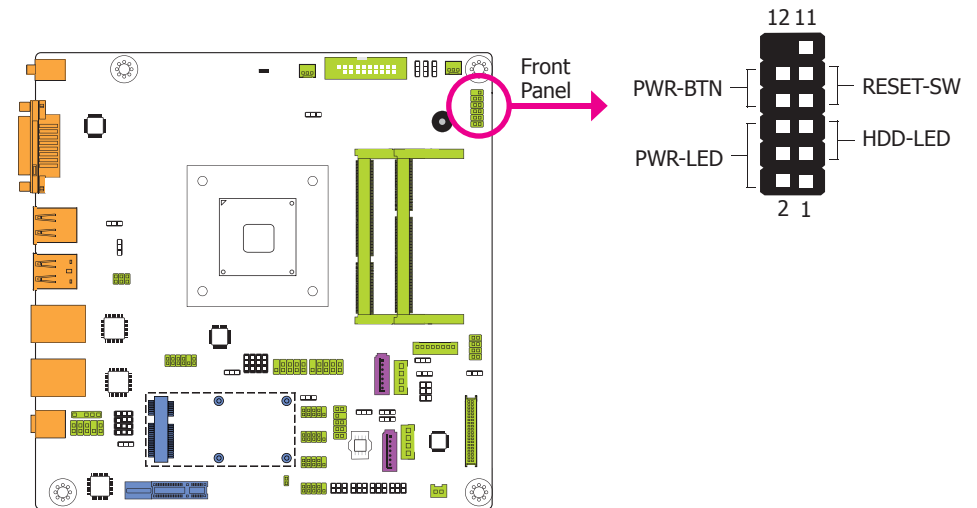 12 11
Front
Panel
PWR-BTN
RESET-SW
HDD-LED
PWR-LED
2 1